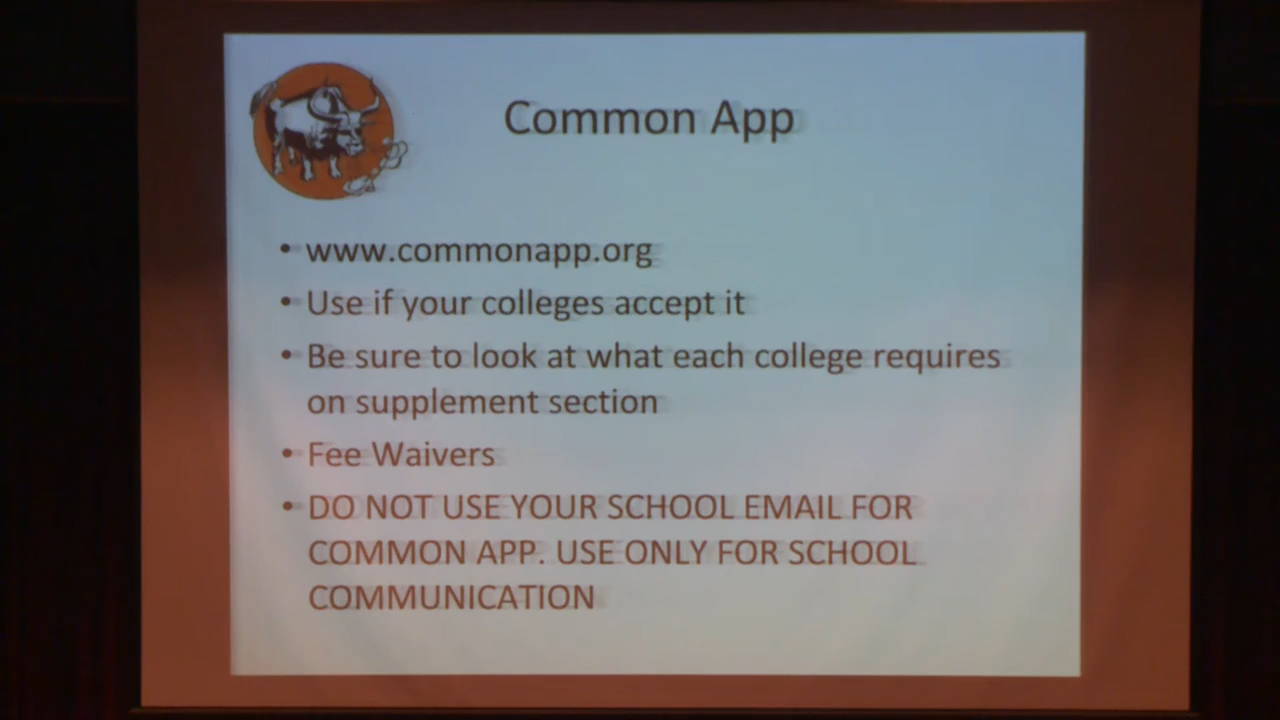 Common App
• www.commonapp.org
• Use if your colleges accept it
• Be sure to look at what each college requires
on supplement section
• Fee Waivers
• DO NOT USE YOUR SCHOOL EMAIL FOR
COMMON APP. USE ONLY FOR SCHOOL
COMMUNICATION